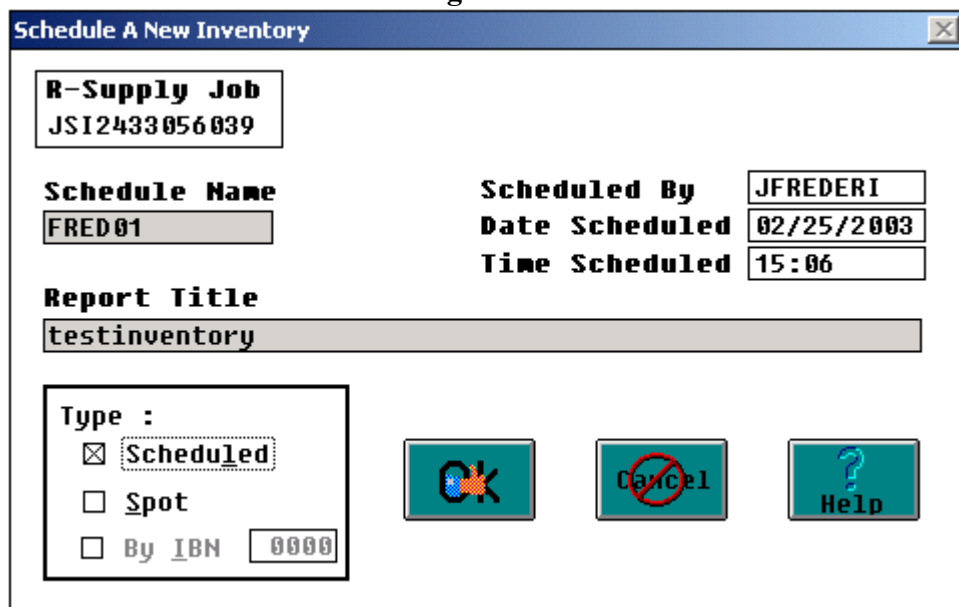 Schedule A New Inventory
R-Supply Job
JSI2433056039
Schedule Name
FRED01
Scheduled By JFREDERI
Date Scheduled 02/25/2003
Time Scheduled 15:06
Report Title
testinventory
Type :
Scheduled
Spot
By IBN 0000
Ok
Cancel
Help